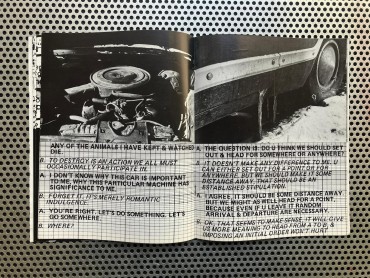 ANY OF THE ANIMALS I HAVE KEPT & WATCHED
DIE.
B. TO DESTROY IS AN ACTION WE ALL MUST
OCCASIONALLY PARTICIPATE IN.
A. I DON'T KNOW WHY THIS CAR IS IMPORTANT
TO ME; WHY THIS PARTICULAR MACHINE HAS
SIGNIFICANCE TO ME.
B. FORGET IT. IT'S MERELY ROMANTIC
INDULGENCE.
A. YOU'RE RIGHT. LET'S DO SOMETHING. LET'S
GO SOMEWHERE.
B. WHERE?
A. THE QUESTION IS: DO U THINK WE SHOULD SET
OUT & HEAD FOR SOMEWHERE OR ANYWHERE?
B. IT DOESN'T MAKE ANY DIFFERENCE TO ME. I
CAN EITHER SET OUT FOR A POINT OR
SOMEWHERE. BUT WE SHOULD MAKE IT SOME
DISTANCE AWAY. THAT SHOULD BE AN
ESTABLISHED STIPULATION.
A. I AGREE. IT SHOULD BE SOME DISTANCE AWAY
BUT WE MIGHT AS WELL HEAD FOR A POINT,
BECAUSE EVEN IF U LEAVE IT RANDOM
ARRIVAL & DEPARTURE ARE NECESSARY.
B. OK. THAT SEEMS TO MAKE SENSE. IT WILL GIVE
US MORE MEANING TO HEAD FROM A TO B, &
IMPOSING AN INITIAL ORDER WON'T HURT